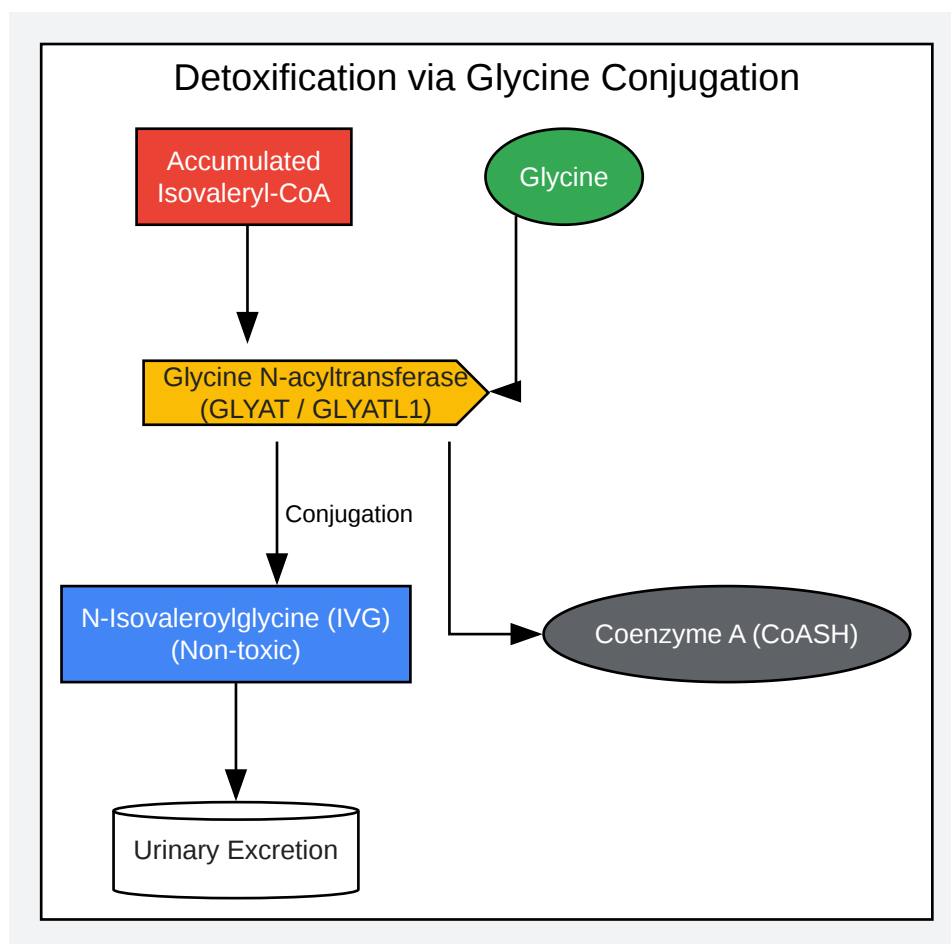 Detoxification via Glycine Conjugation
Accumulated
Isovaleryl-CoA
Glycine
Glycine N-acyltransferase
(GLYAT / GLYATL1)
Conjugation
N-Isovaleroylglycine (IVG)
(Non-toxic)
Coenzyme A (CoASH)
Urinary Excretion